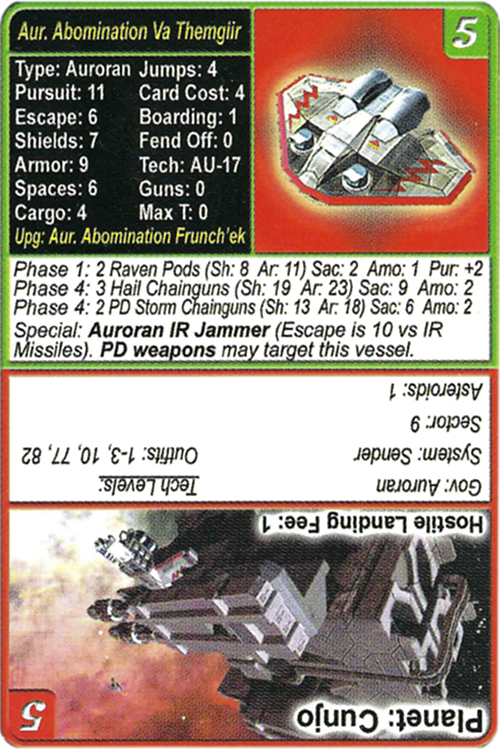 Aur. Abomination Va Themgiir
5
Type: Auroran Jumps: 4
Pursuit: 11 Card Cost: 4
Escape: 6 Boarding: 1
Shields: 7 Fend Off: 0
Armor: 9 Tech: AU-17
Spaces: 6 Guns: 0
Cargo: 4 Max T: 0
Upg: Aur. Abomination Frunch'ek
Phase 1: 2 Raven Pods (Sh: 8 Ar: 11) Sac: 2 Amo: 1 Pur: +2
Phase 4: 3 Hail Chainguns (Sh: 19 Ar: 23) Sac: 9 Amo: 2
Phase 4: 2 PD Storm Chainguns (Sh: 13 Ar: 18) Sac: 6 Amo: 2
Special: Auroran IR Jammer (Escape is 10 vs IR
Missiles). PD weapons may target this vessel.
Planet: Cunjo
5
Hostile Landing Fee: 1
Gov: Auroran Tech Levels:
System: Sender Outfits: 1-3, 10, 77, 82
Sector: 9
Asteroids: 1